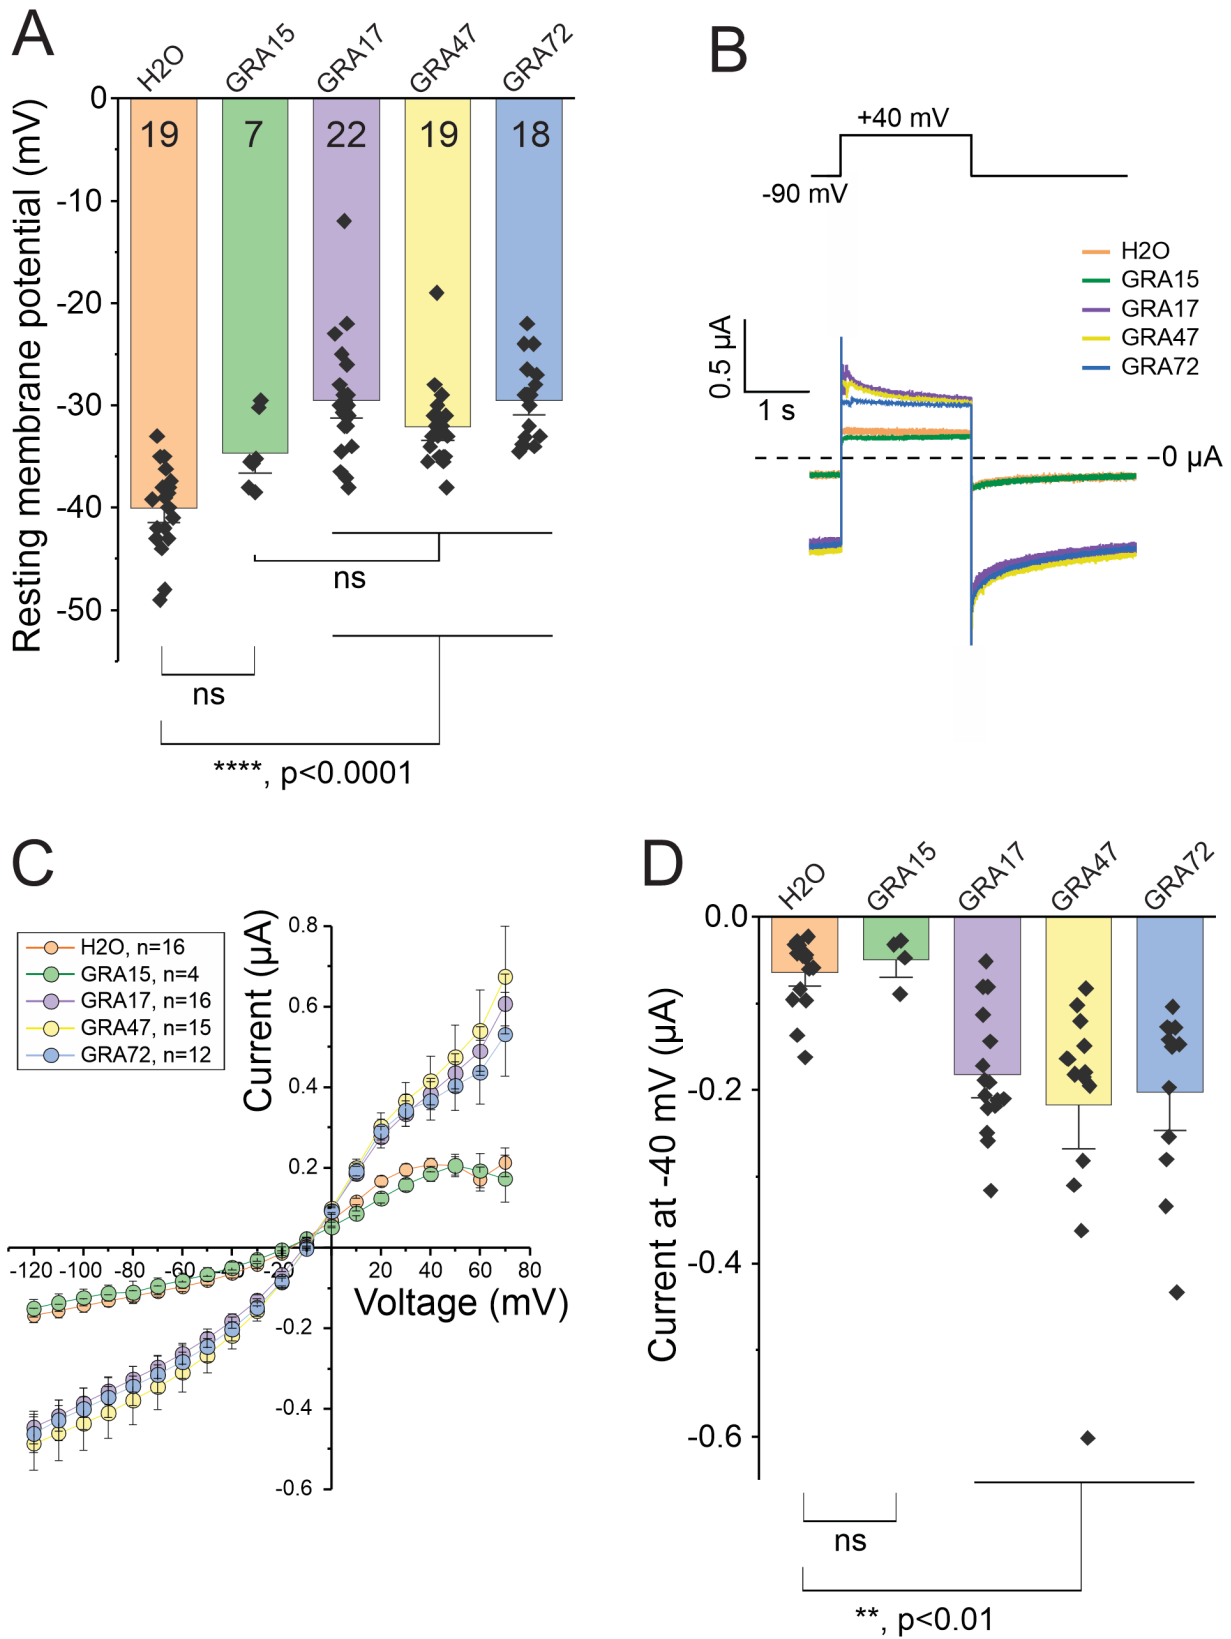 A
H2O
GRA15
GRA17
GRA47
GRA72
Resting membrane potential (mV)
0
-10
-20
-30
-40
-50
19
7
22
19
18
ns
ns
****, p<0.0001
B
+40 mV
-90 mV
H2O
GRA15
GRA17
GRA47
GRA72
0.5 µA
1 s
0 µA
C
H2O, n=16
GRA15, n=4
GRA17, n=16
GRA47, n=15
GRA72, n=12
Current (µA)
0.8
0.6
0.4
0.2
-0.2
-0.4
-0.6
-120 -100 -80 -60 -40 -20 20 40 60 80
Voltage (mV)
D
H2O
GRA15
GRA17
GRA47
GRA72
Current at -40 mV (µA)
0.0
-0.2
-0.4
-0.6
ns
**, p<0.01